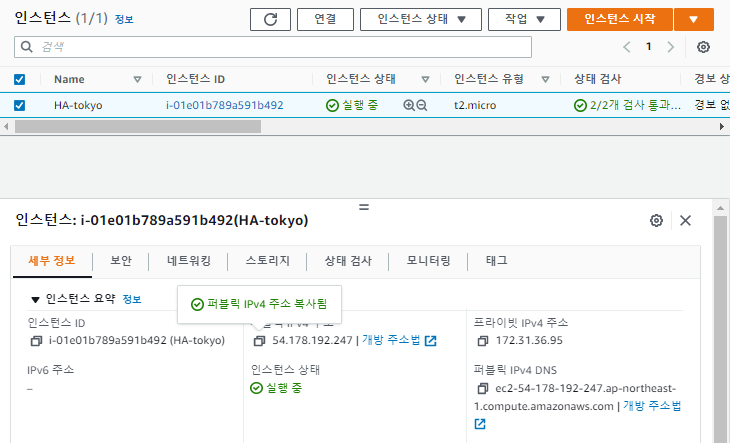 인스턴스 (1/1) 정보 연결 인스턴스 상태 작업 인스턴스 시작
검색 1
Name 인스턴스 ID 인스턴스 상태 인스턴스 유형 상태 검사 경보 상
HA-tokyo i-01e01b789a591b492 실행 중 t2.micro 2/2개 검사 통과... 경보 없
인스턴스: i-01e01b789a591b492(HA-tokyo)
세부 정보 보안 네트워킹 스토리지 상태 검사 모니터링 태그
인스턴스 요약 정보
퍼블릭 IPv4 주소 복사됨
인스턴스 ID
i-01e01b789a591b492 (HA-tokyo)
IPv6 주소
–
54.178.192.247 | 개방 주소법
인스턴스 상태
실행 중
프라이빗 IPv4 주소
172.31.36.95
퍼블릭 IPv4 DNS
ec2-54-178-192-247.ap-northeast-
1.compute.amazonaws.com | 개방 주소법